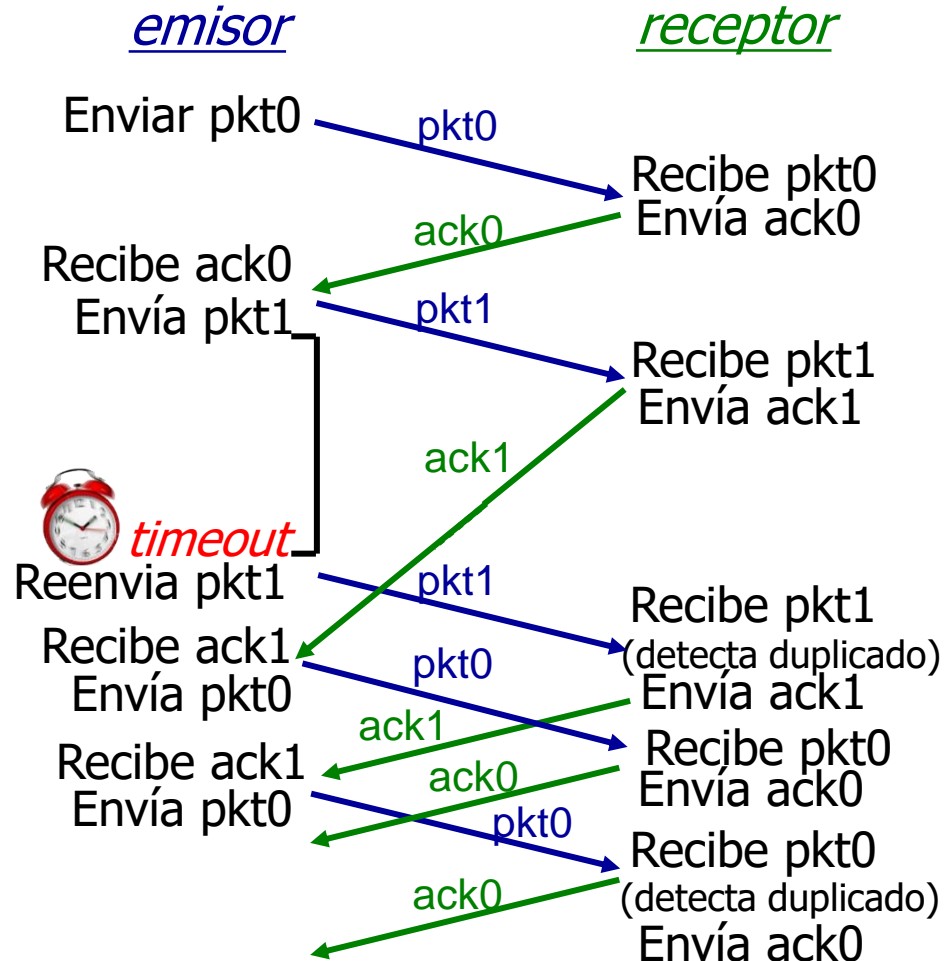 emisor
receptor
Enviar pkt0
pkt0
Recibe pkt0
Envía ack0
ack0
Recibe ack0
Envía pkt1
pkt1
Recibe pkt1
Envía ack1
ack1
timeout
Reenvia pkt1
pkt1
Recibe pkt1
(detecta duplicado)
Envía ack1
Recibe ack1
Envía pkt0
pkt0
ack1
Recibe pkt0
Envía ack0
Recibe ack1
Envía pkt0
ack0
pkt0
Recibe pkt0
(detecta duplicado)
Envía ack0
ack0